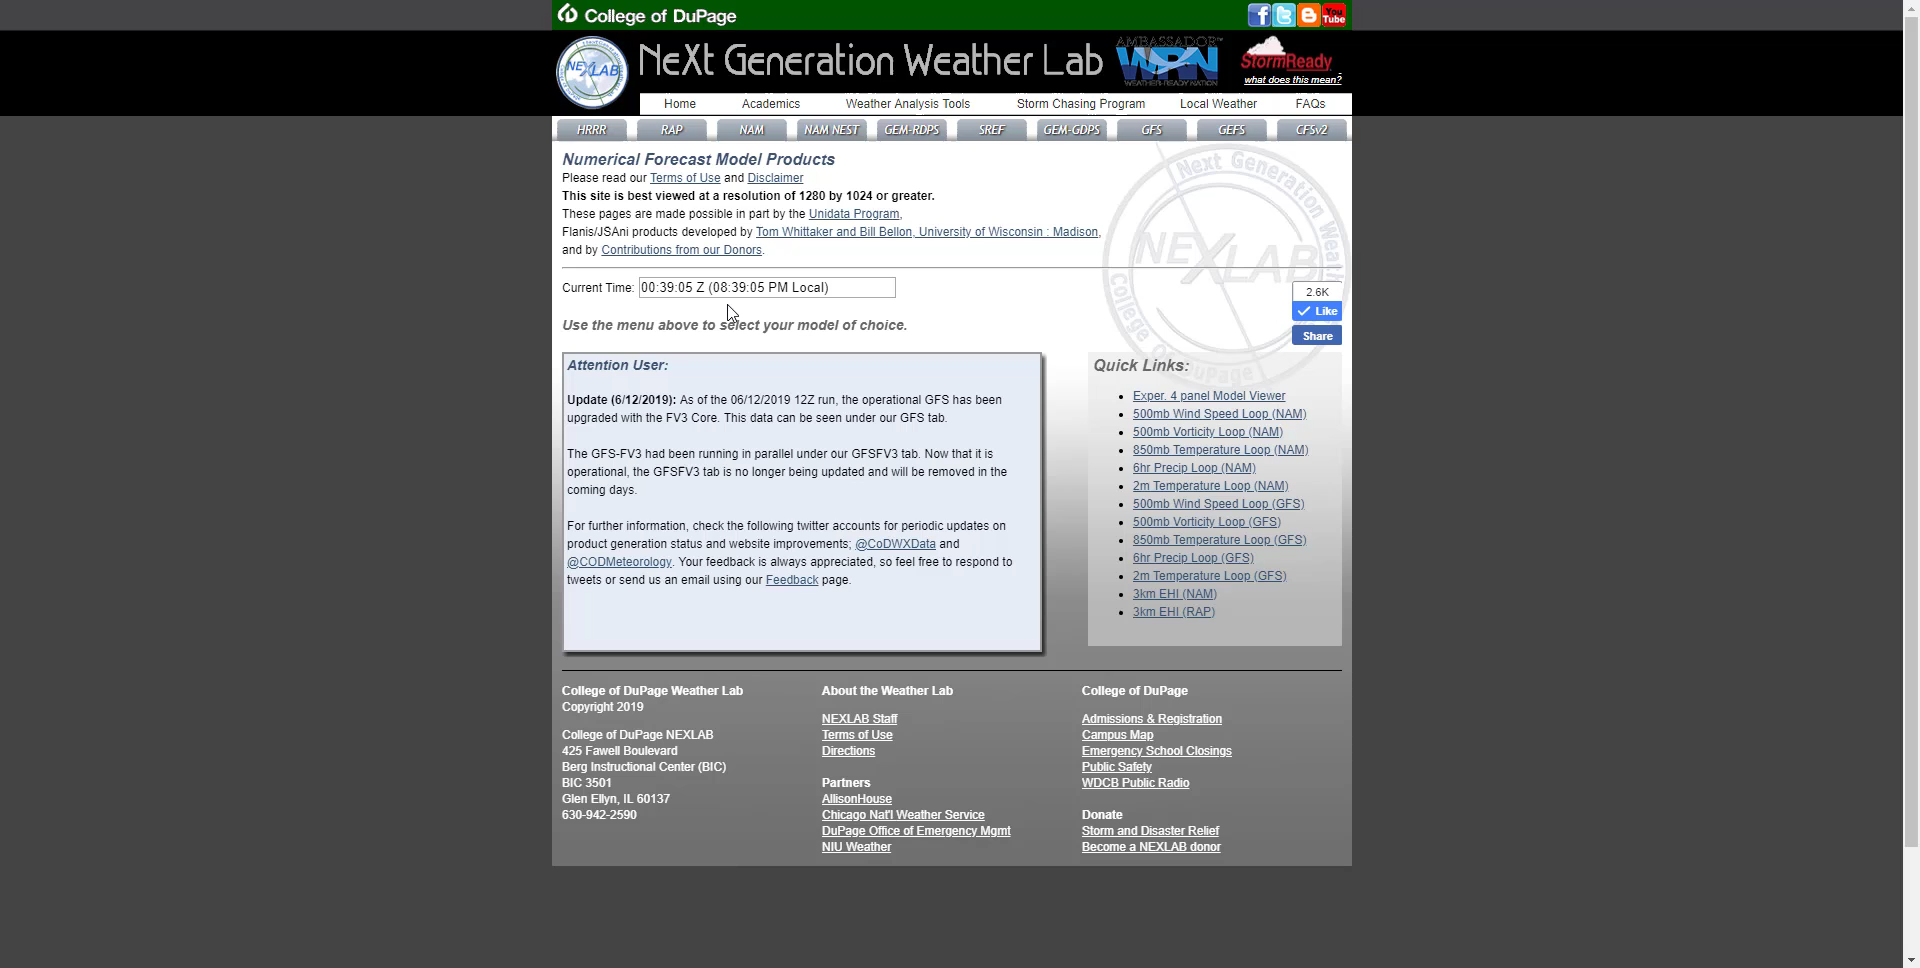 College of DuPage
You
Tube
NEXLAB
NeXt Generation Weather Lab
AMBASSADOR™
WRN
WEATHER-READY NATION
StormReady
what does this mean?
Home Academics Weather Analysis Tools Storm Chasing Program Local Weather FAQs
HRRR RAP NAM NAM NEST GEM-RDPS SREF GEM-GDPS GFS GEFS CFSv2
Numerical Forecast Model Products
Please read our Terms of Use and Disclaimer
This site is best viewed at a resolution of 1280 by 1024 or greater.
These pages are made possible in part by the Unidata Program,
Flanis/JSAni products developed by Tom Whittaker and Bill Bellon, University of Wisconsin : Madison,
and by Contributions from our Donors.
Next Generation Weather
NEXLAB
College Of DuPage
Current Time: 00:39:05 Z (08:39:05 PM Local)
2.6K
Like
Share
Use the menu above to select your model of choice.
Attention User:
Update (6/12/2019): As of the 06/12/2019 12Z run, the operational GFS has been
upgraded with the FV3 Core. This data can be seen under our GFS tab.
The GFS-FV3 had been running in parallel under our GFSFV3 tab. Now that it is
operational, the GFSFV3 tab is no longer being updated and will be removed in the
coming days.
For further information, check the following twitter accounts for periodic updates on
product generation status and website improvements; @CoDWXData and
@CODMeteorology. Your feedback is always appreciated, so feel free to respond to
tweets or send us an email using our Feedback page.
Quick Links:
Exper. 4 panel Model Viewer
500mb Wind Speed Loop (NAM)
500mb Vorticity Loop (NAM)
850mb Temperature Loop (NAM)
6hr Precip Loop (NAM)
2m Temperature Loop (NAM)
500mb Wind Speed Loop (GFS)
500mb Vorticity Loop (GFS)
850mb Temperature Loop (GFS)
6hr Precip Loop (GFS)
2m Temperature Loop (GFS)
3km EHI (NAM)
3km EHI (RAP)
College of DuPage Weather Lab
Copyright 2019
College of DuPage NEXLAB
425 Fawell Boulevard
Berg Instructional Center (BIC)
BIC 3501
Glen Ellyn, IL 60137
630-942-2590
About the Weather Lab
NEXLAB Staff
Terms of Use
Directions
Partners
AllisonHouse
Chicago Nat'l Weather Service
DuPage Office of Emergency Mgmt
NIU Weather
College of DuPage
Admissions & Registration
Campus Map
Emergency School Closings
Public Safety
WDCB Public Radio
Donate
Storm and Disaster Relief
Become a NEXLAB donor